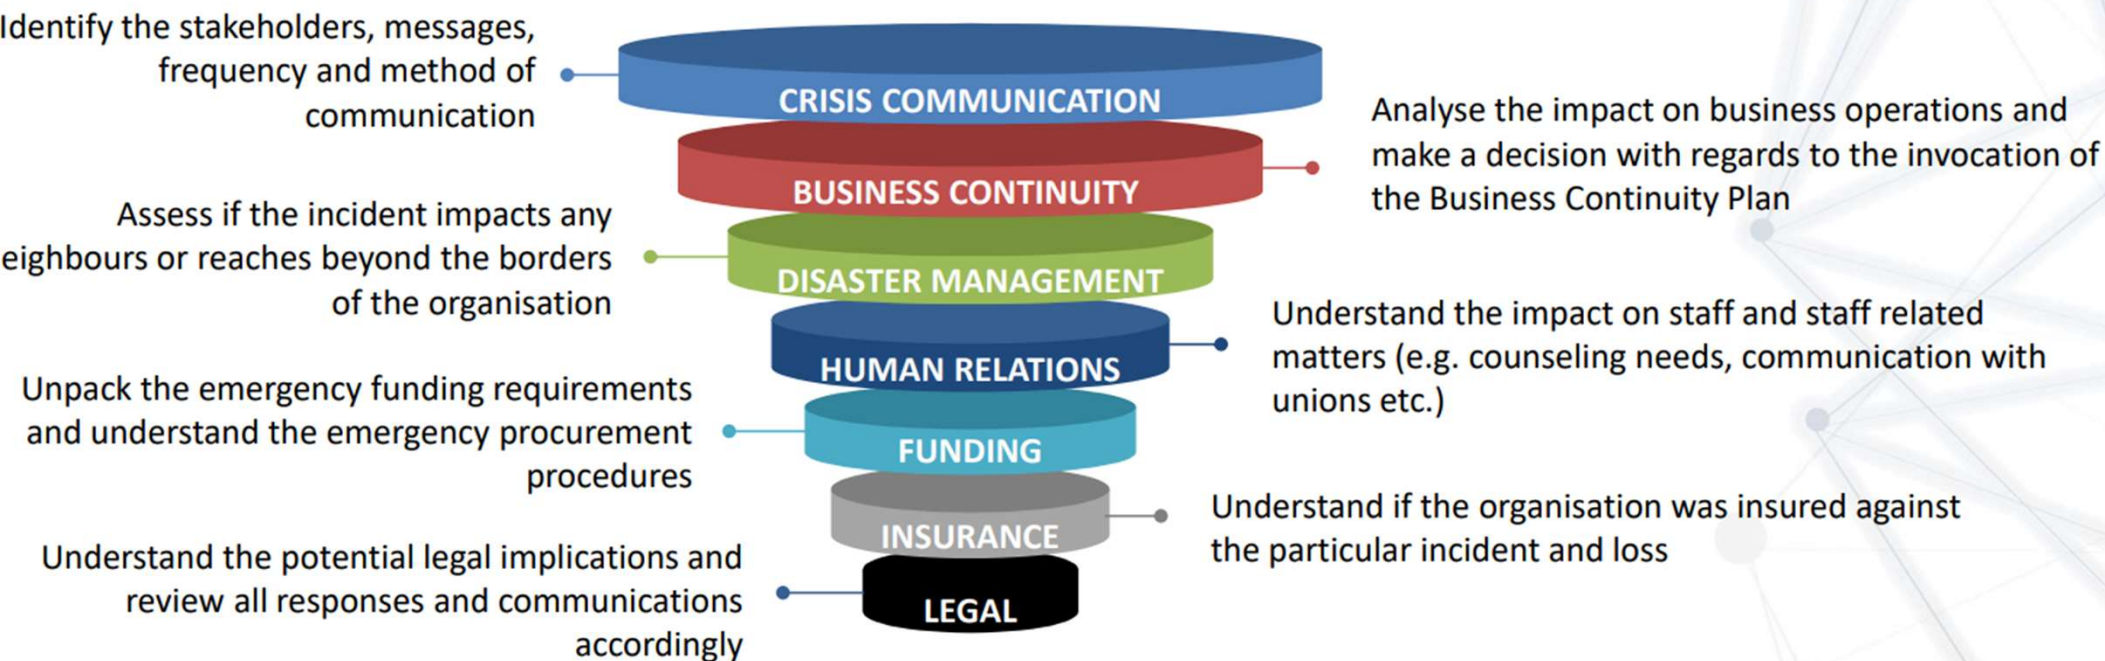 Identify the stakeholders, messages,
frequency and method of
communication
CRISIS COMMUNICATION
Analyse the impact on business operations and
make a decision with regards to the invocation of
the Business Continuity Plan
BUSINESS CONTINUITY
Assess if the incident impacts any
eighbours or reaches beyond the borders
of the organisation
DISASTER MANAGEMENT
Understand the impact on staff and staff related
matters (e.g. counseling needs, communication with
unions etc.)
HUMAN RELATIONS
Unpack the emergency funding requirements
and understand the emergency procurement
procedures
FUNDING
Understand if the organisation was insured against
the particular incident and loss
INSURANCE
Understand the potential legal implications and
review all responses and communications
accordingly
LEGAL